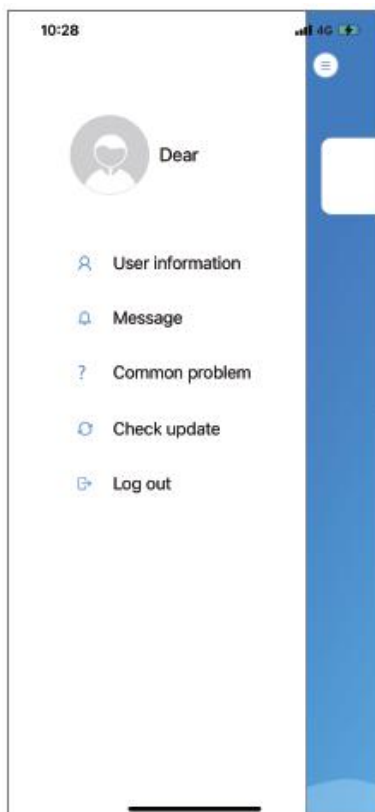 10:28
4G
Dear
User information
Message
? Common problem
Check update
Log out